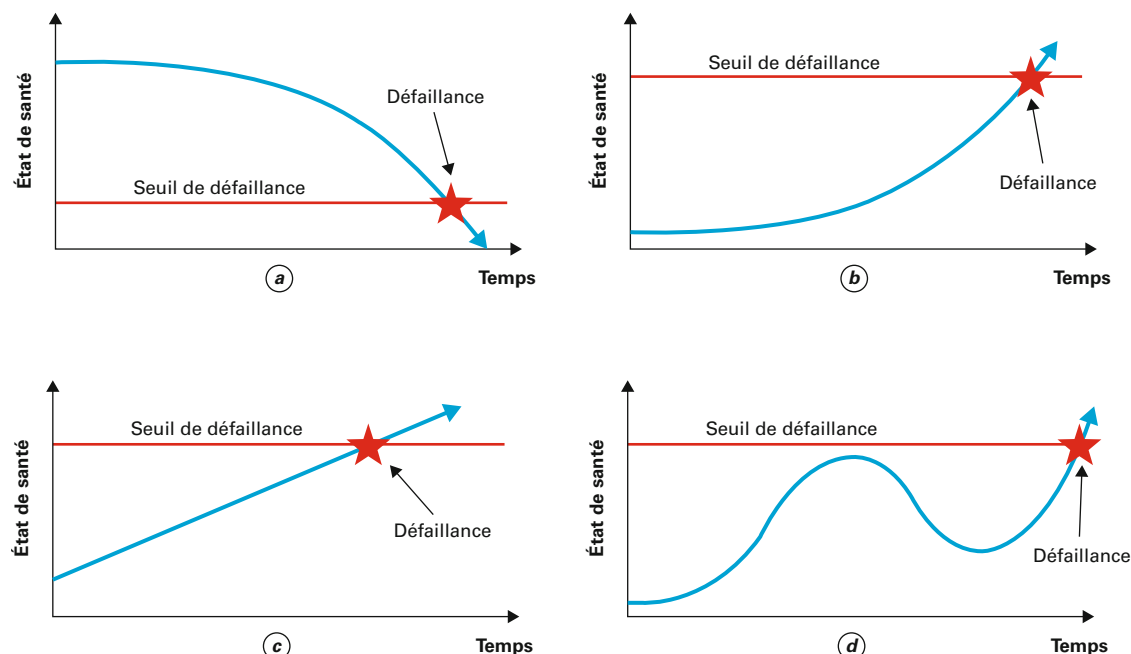 État de santé
Défaillance
Seuil de défaillance
a
Temps
État de santé
Seuil de défaillance
Défaillance
b
Temps
État de santé
Seuil de défaillance
Défaillance
c
Temps
État de santé
Seuil de défaillance
Défaillance
d
Temps